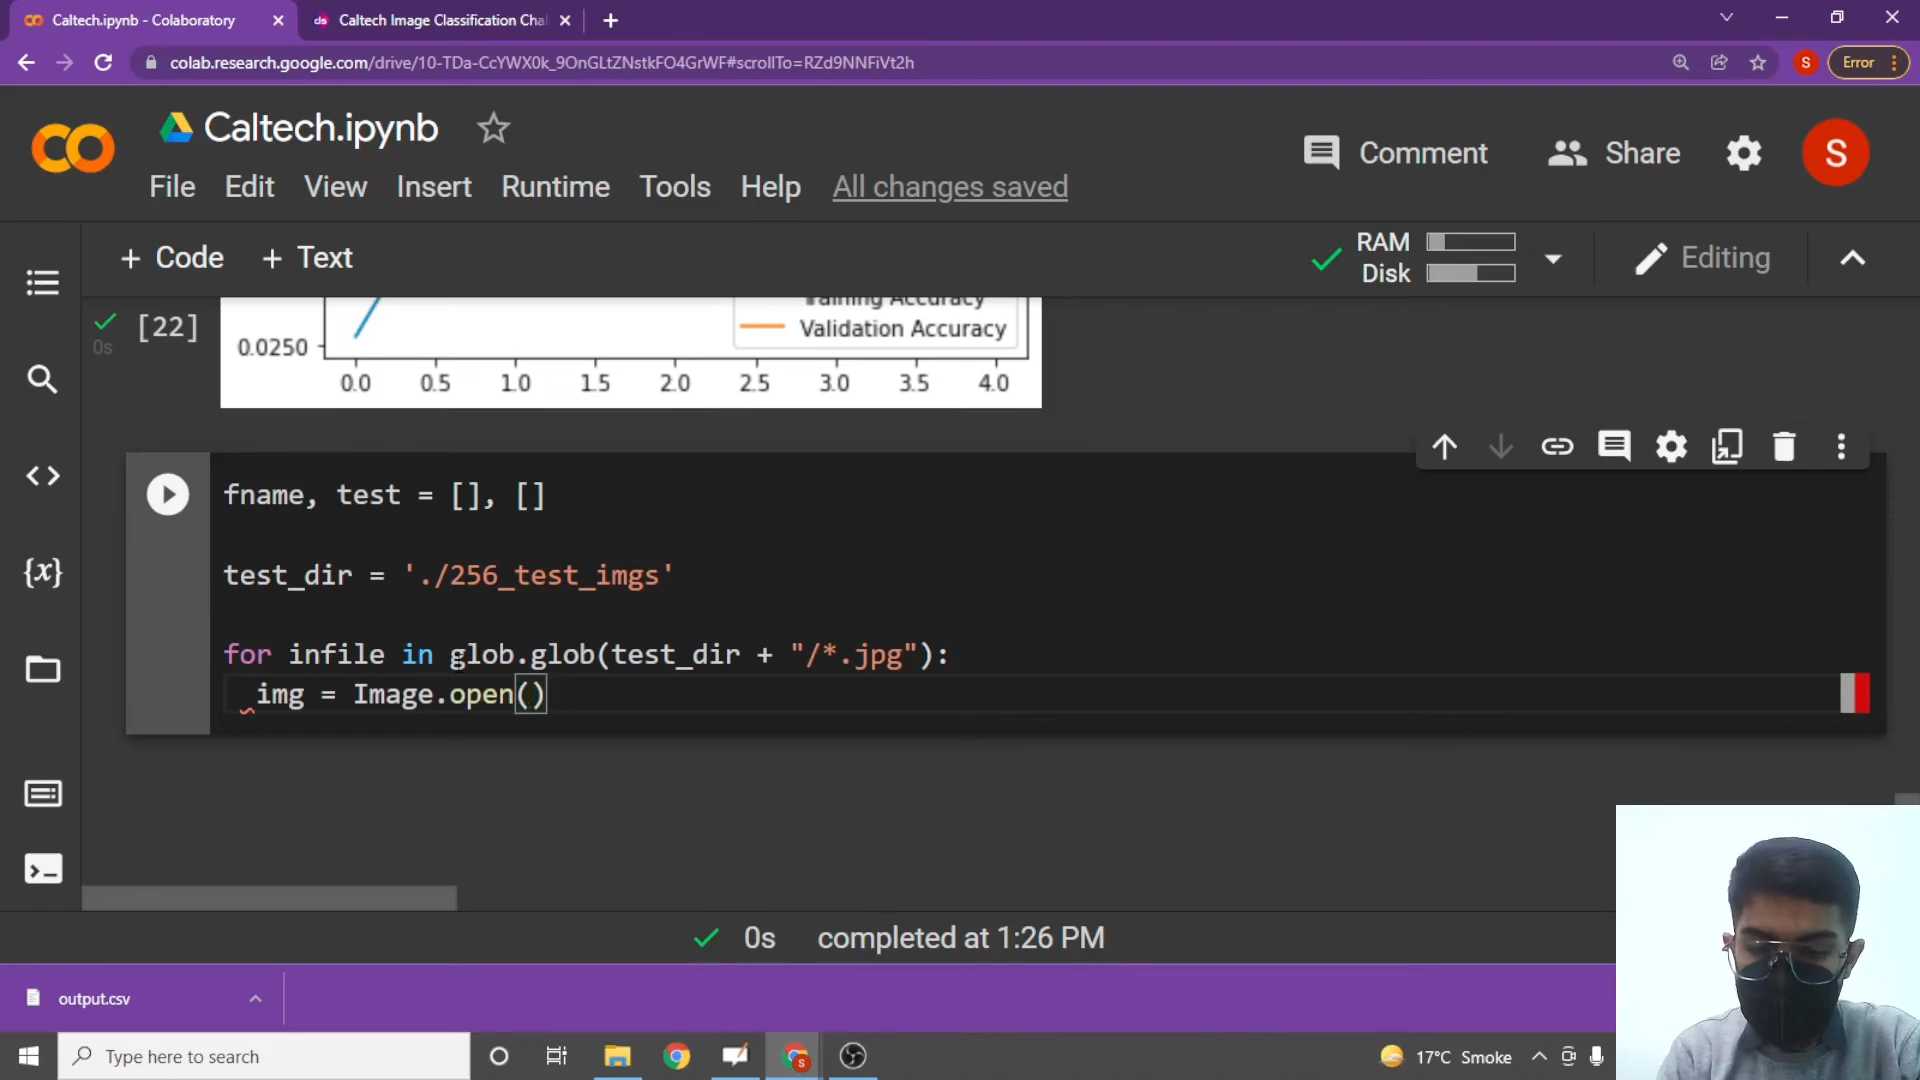 Caltech.ipynb - Colaboratory
ds
Caltech Image Classification Cha
colab.research.google.com/drive/10-TDa-CcYWX0k_9OnGLtZNstkFO4GrWF#scrollTo=RZd9NNFiVt2h
S
Error
Caltech.ipynb
Comment
Share
S
File
Edit
View
Insert
Runtime
Tools
Help
All changes saved
+ Code
+ Text
RAM
Disk
Editing
0s
[22]
Training Accuracy
Validation Accuracy
0.0250
0.0 0.5 1.0 1.5 2.0 2.5 3.0 3.5 4.0
fname, test = [], []
test_dir = './256_test_imgs'
for infile in glob.glob(test_dir + "/*.jpg"):
img = Image.open()
{x}
0s
completed at 1:26 PM
output.csv
Type here to search
S
17°C Smoke